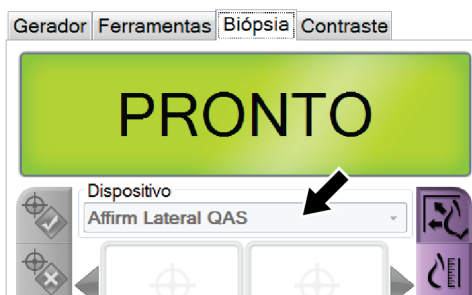 Gerador Ferramentas Biópsia Contraste
PRONTO
Dispositivo
Affirm Lateral QAS